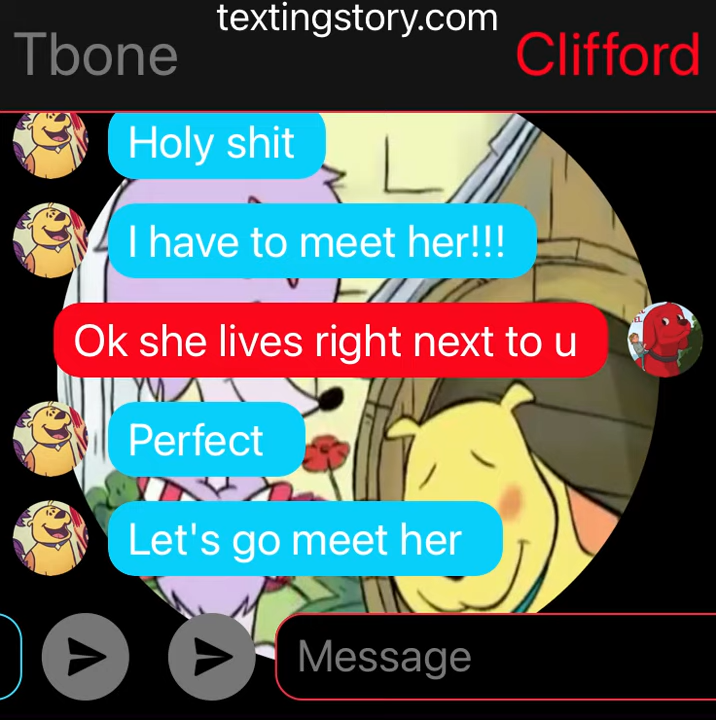 textingstory.com
Tbone
Clifford
Holy shit
I have to meet her!!!
Ok she lives right next to u
Perfect
Let's go meet her
Message